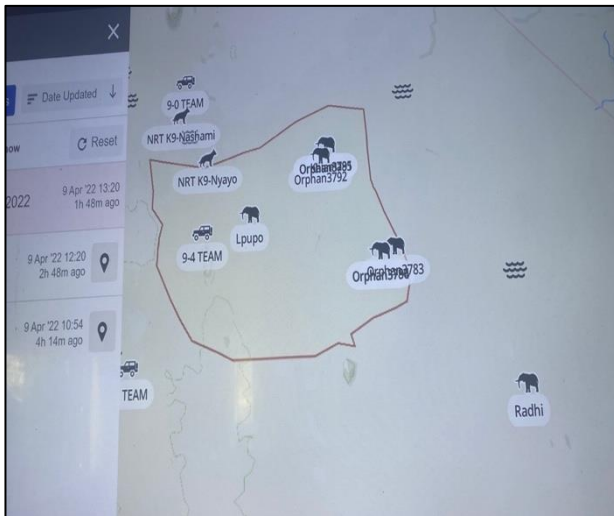 X
Date Updated ↓
now
Reset
2022
9 Apr '22 13:20
1h 48m ago
9 Apr '22 12:20
2h 48m ago
9 Apr '22 10:54
4h 14m ago
9-0 TEAM
NRT K9-Nashami
NRT K9-Nyayo
Orphan3792
Lpupo
9-4 TEAM
Orphan3783
TEAM
Radhi